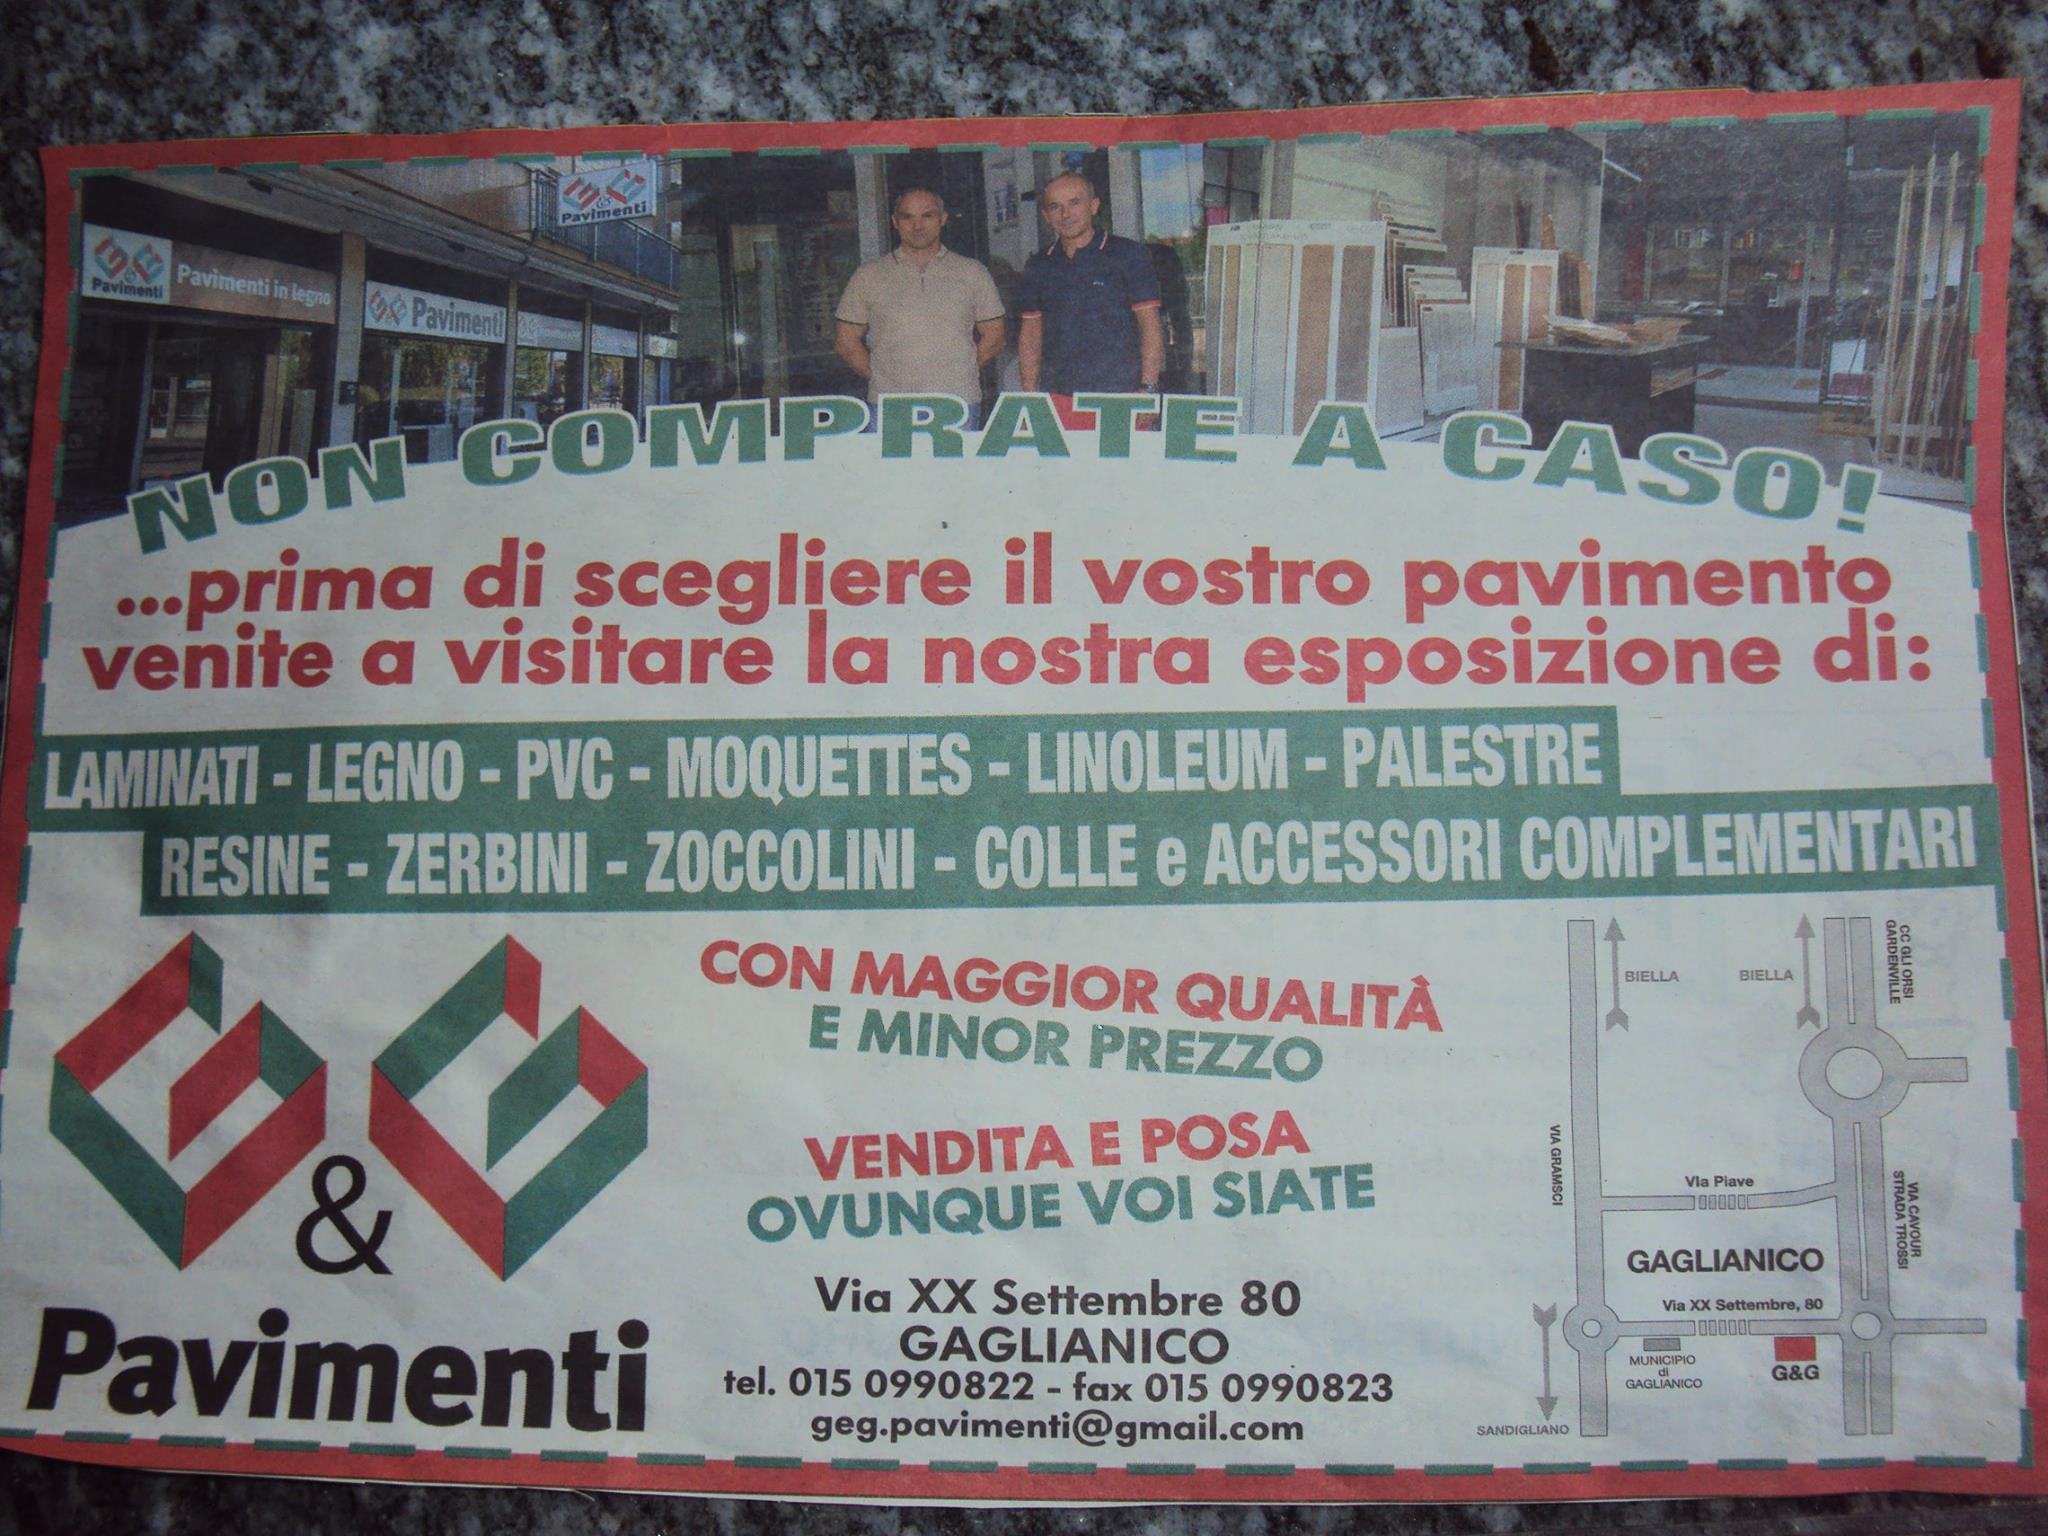 G&G
Pavimenti
G&G
Pavimenti
Pavimenti in legno
Pavimenti
NON COMPRATE A CASO!
...prima di scegliere il vostro pavimento
venite a visitare la nostra esposizione di:
LAMINATI - LEGNO - PVC - MOQUETTES - LINOLEUM - PALESTRE
RESINE - ZERBINI - ZOCCOLINI - COLLE e ACCESSORI COMPLEMENTARI
G&G
Pavimenti
CON MAGGIOR QUALITÀ
E MINOR PREZZO
VENDITA E POSA
OVUNQUE VOI SIATE
Via XX Settembre 80
GAGLIANICO
tel. 015 0990822 - fax 015 0990823
geg.pavimenti@gmail.com
BIELLA
BIELLA
CC GLI ORSI
GARDENVILLE
VIA GRAMSCI
VIa Piave
VIA CAVOUR
STRADA TROSSI
GAGLIANICO
Via XX Settembre, 80
MUNICIPIO
di
GAGLIANICO
G&G
SANDIGLIANO